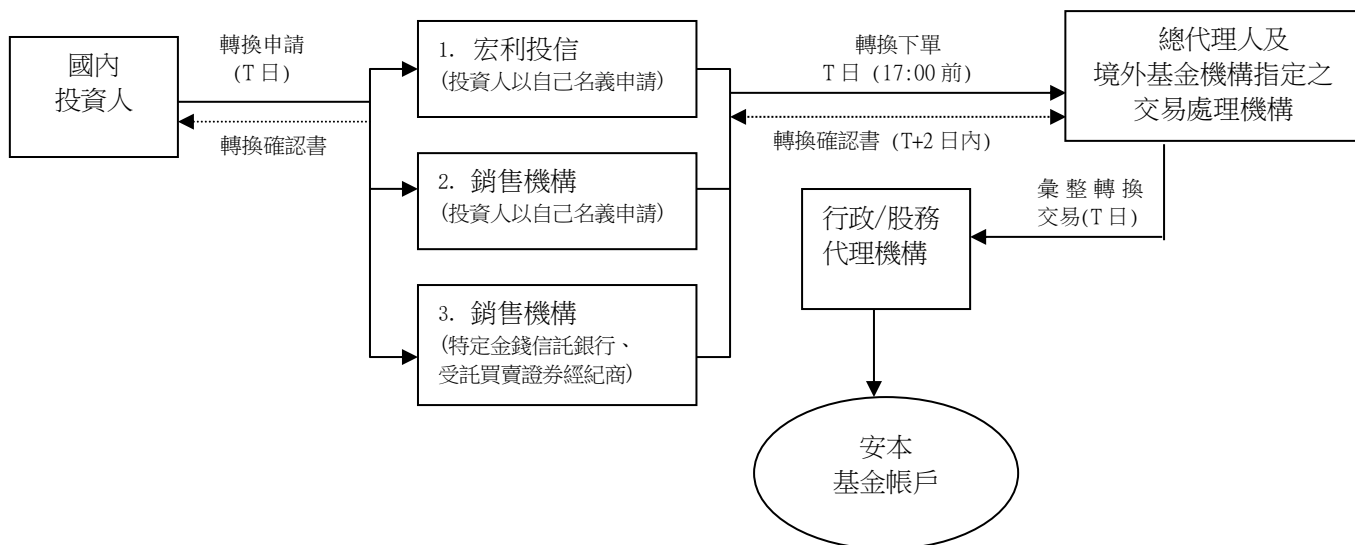 國內
投資人
轉換申請
(T 日)
轉換確認書
1. 宏利投信
(投資人以自己名義申請)
2. 銷售機構
(投資人以自己名義申請)
3. 銷售機構
(特定金錢信託銀行、
受託買賣證券經紀商)
轉換下單
T 日 (17:00 前)
轉換確認書 (T+2 日內)
總代理人及
境外基金機構指定之
交易處理機構
彙 整 轉 換
交易(T 日)
行政/股務
代理機構
安本
基金帳戶